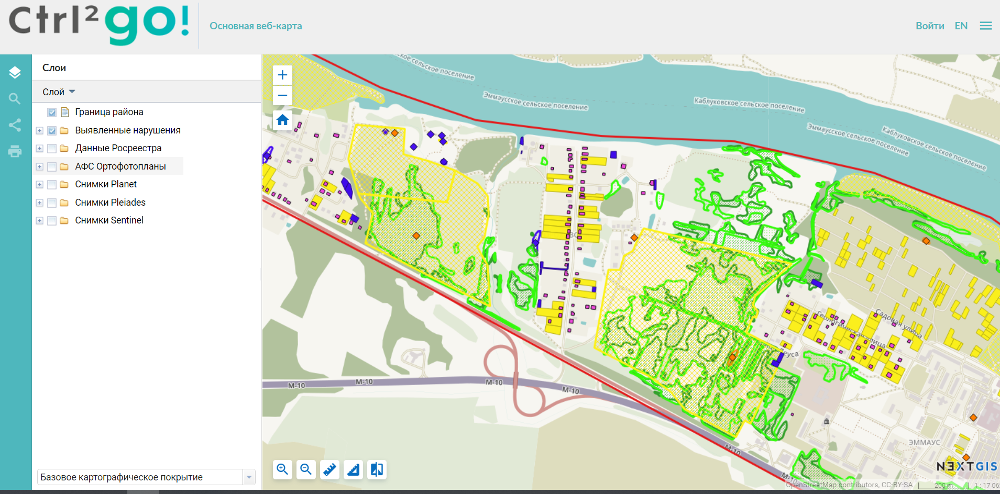 Ctrl²go!
Основная веб-карта
Войти
EN
Слои
Слой
Граница района
Выявленные нарушения
Данные Росреестра
АФС Ортофотопланы
Снимки Planet
Снимки Pleiades
Снимки Sentinel
Базовое картографическое покрытие
ское сельское поселение
Эммаусское сельское поселение
Каблуковское сельское поселение
Эммаусское сельское поселение
Каблуковское сельское поселение
Садовая улица
Геологическая улица
еуса
М-10
М-10
М-10
М-10
М-10
М-10
ЭММАУС
NEXTGIS
OpenStreetMap contributors, CC-BY-SA
200 m
1 : 17 06